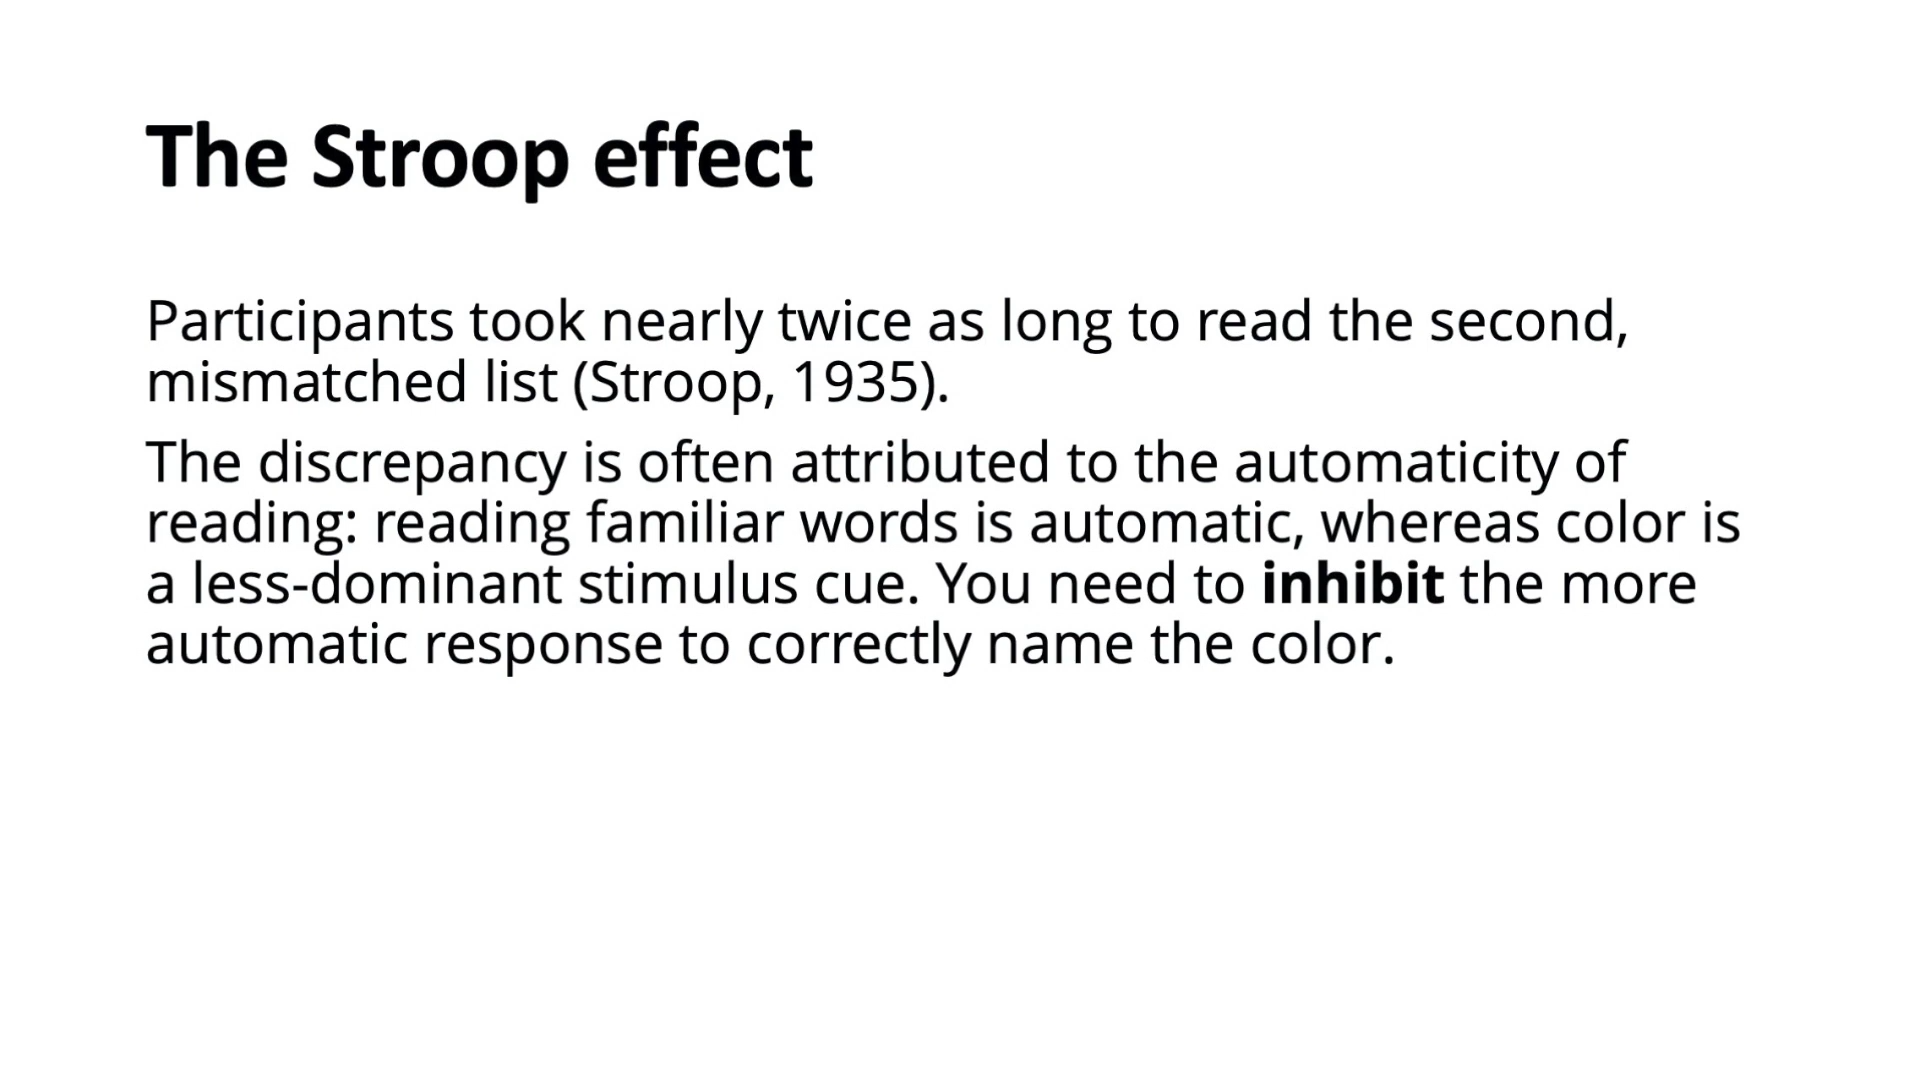 The Stroop effect
Participants took nearly twice as long to read the second,
mismatched list (Stroop, 1935).
The discrepancy is often attributed to the automaticity of
reading: reading familiar words is automatic, whereas color is
a less-dominant stimulus cue. You need to inhibit the more
automatic response to correctly name the color.